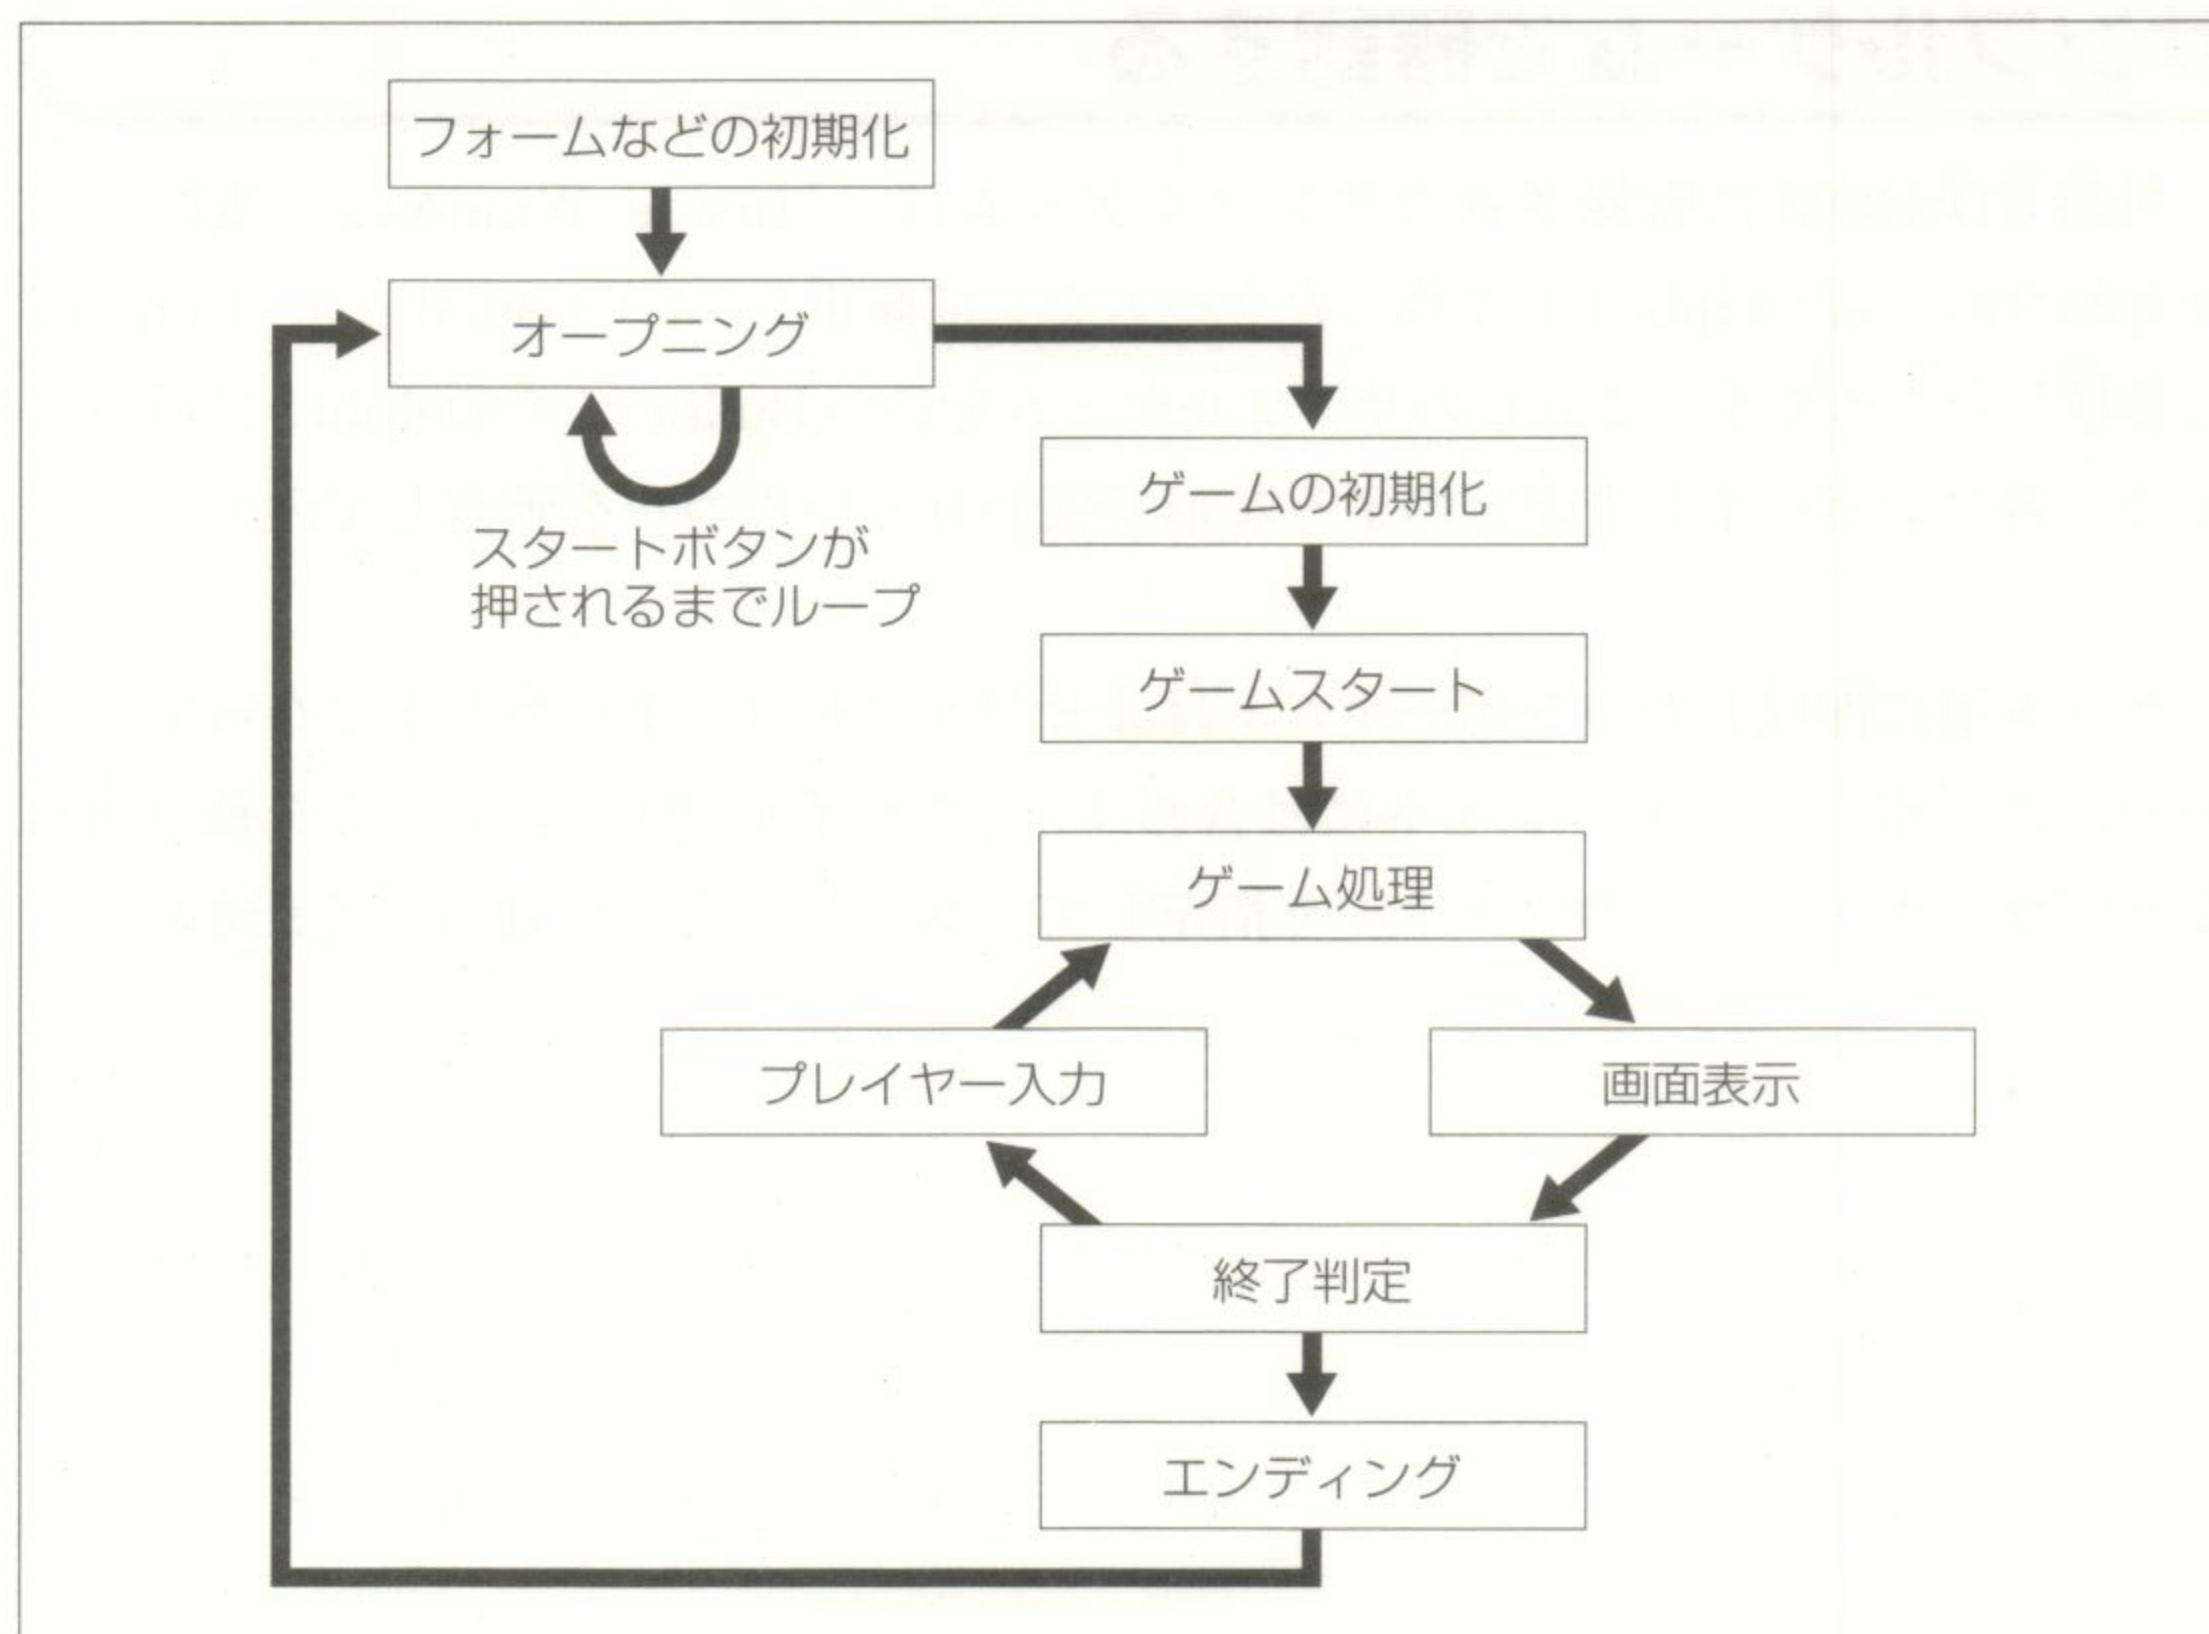 フォームなどの初期化
オープニング
スタートボタンが
押されるまでループ
ゲームの初期化
ゲームスタート
ゲーム処理
プレイヤー入力
画面表示
終了判定
エンディング